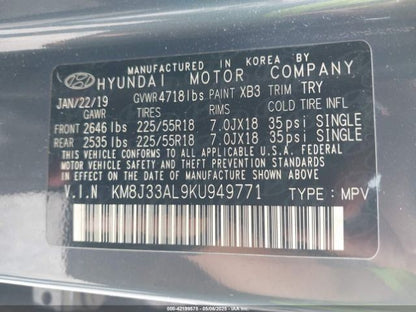 MANUFACTURED IN KOREA BY
HYUNDAI MOTOR COMPANY
JAN/22/19 GVWR 4718 lbs PAINT XB3 TRIM TRY
GAWR TIRES RIMS COLD TIRE INFL
FRONT 2646 lbs 225/55R18 7.0JX18 35psi SINGLE
REAR 2535 lbs 225/55R18 7.0JX18 35psi SINGLE
THIS VEHICLE CONFORMS TO ALL APPLICABLE U.S. FEDERAL
MOTOR VEHICLE SAFETY, BUMPER, AND THEFT PREVENTION
STANDARDS IN EFFECT ON THE DATE OF MANUFACTURE SHOWN ABOVE
V.I.N KM8J33AL9KU949771 TYPE : MPV